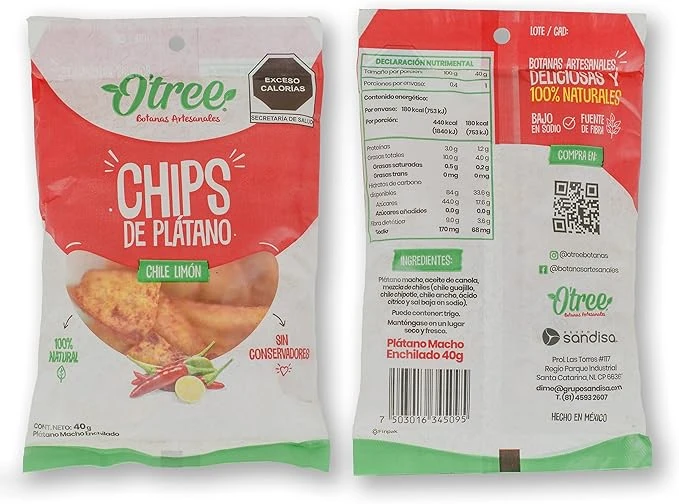 O'tree
Botanas Artesanales
EXCESO
CALORÍAS
SECRETARÍA DE SALUD
CHIPS
DE PLÁTANO
CHILE LIMÓN
100%
NATURAL
SIN
CONSERVADORES
CONT. NETO: 40g
Plátano Macho Enchilado
DECLARACIÓN NUTRIMENTAL
Tamaño por porción: 100 g 40 g
Porciones por envase: 0.4 1
Contenido energético:
Por envase: 180 kcal (753 kJ)
Por porción: 440 kcal 180 kcal
(1840 kJ) (753 kJ)
Proteínas 3.0 g 1.2 g
Grasas totales 10.0 g 4.0 g
Grasas saturadas 0.5 g 0.2 g
Grasas trans 0 mg 0 mg
Hidratos de carbono
disponibles 84 g 33.6 g
Azúcares 44.0 g 17.6 g
Azúcares añadidos 0.0 g 0.0 g
Fibra dietética 9.0 g 3.6 g
Sodio 170 mg 68 mg
INGREDIENTES:
Plátano macho, aceite de canola,
mezcla de chiles (chile guajillo,
chile chipotle, chile ancho, ácido
cítrico y sal baja en sodio).
Puede contener: trigo.
Manténgase en un lugar
seco y fresco.
Plátano Macho
Enchilado 40g
7 503016 345095
Finpak
LOTE / CAD:
BOTANAS ARTESANALES,
DELICIOSAS Y
100% NATURALES
BAJO
EN SODIO
FUENTE
DE FIBRA
COMPRA EN:
@otreebotanas
@botanasartesanales
O'tree
Botanas Artesanales
GRUPO
sandisa
Prol. Las Torres #117
Regio Parque Industrial
Santa Catarina, NL CP 66367
dime@gruposandisa.com
T. (81) 4593 2607
HECHO EN MÉXICO